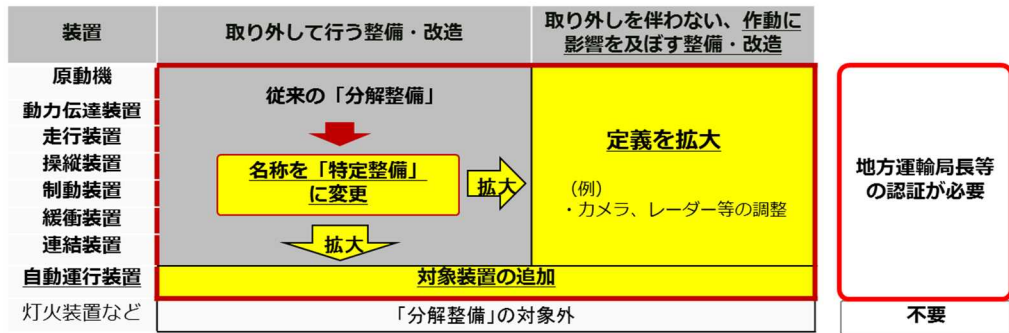 装置
取り外して行う整備・改造
取り外しを伴わない、作動に
影響を及ぼす整備・改造
原動機
動力伝達装置
走行装置
操縦装置
制動装置
緩衝装置
連結装置
自動運行装置
灯火装置など
従来の「分解整備」
名称を「特定整備」
に変更
拡大
拡大
定義を拡大
（例）
・カメラ、レーダー等の調整
対象装置の追加
「分解整備」の対象外
地方運輸局長等
の認証が必要
不要